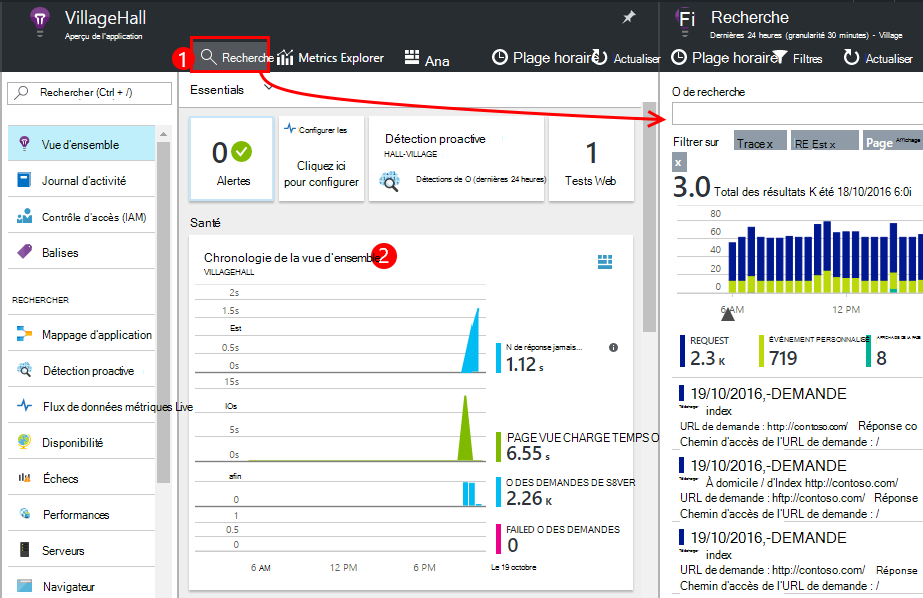 VillageHall
Aperçu de l'application
1
Recherche
Metrics Explorer
Ana
Plage horaire
Actualiser
Rechercher (Ctrl + /)
Vue d'ensemble
Journal d'activité
Contrôle d'accès (IAM)
Balises
RECHERCHER
Mappage d'application
Détection proactive
Flux de données métriques Live
Disponibilité
Échecs
Performances
Serveurs
Navigateur
Essentials
0
Alertes
Configurer les
Cliquez ici
pour configurer
Détection proactive
HALL-VILLAGE
Détections de O (dernières 24 heures)
1
Tests Web
Santé
Chronologie de la vue d'ensemble
2
VILLAGEHALL
2s
1.5s
Est
0.5s
0s
15s
IOs
5s
0s
afin
0
1
0.5
0
6 AM
12 PM
6 PM
N de réponse jamais...
1.12 s
PAGE VUE CHARGE TEMPS O
6.55 s
O DES DEMANDES DE S8VER
2.26 K
FAILED O DES DEMANDES
0
Le 19 octobre
Fi
Recherche
Dernières 24 heures (granularité 30 minutes) - Village
Plage horaire
Filtres
Actualiser
O de recherche
Filtrer sur
Trace x
RE Est x
Page Affichage
x
3.0 Total des résultats K été 18/10/2016 6:0i
80
60
40
20
0
6 AM
12 PM
REQUEST
2.3 K
ÉVÉNEMENT PERSONNALISÉ
719
AFFICHAGE DE LA PAGE
8
19/10/2016,-DEMANDE
Télécharger
index
URL de demande : http://contoso.com/ Réponse co
Chemin d'accès de l'URL de demande : /
19/10/2016,-DEMANDE
Télécharger
À domicile / d'Index http://contoso.com/
URL de demande : http://contoso.com/ Réponse
Chemin d'accès de l'URL de demande : /
19/10/2016,-DEMANDE
Télécharger
index
URL de demande : http://contoso.com/ Réponse
Chemin d'accès de l'URL de demande : /